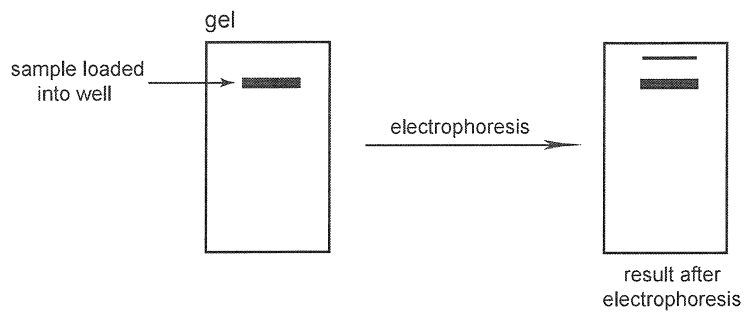 gel
sample loaded
into well
electrophoresis
result after
electrophoresis